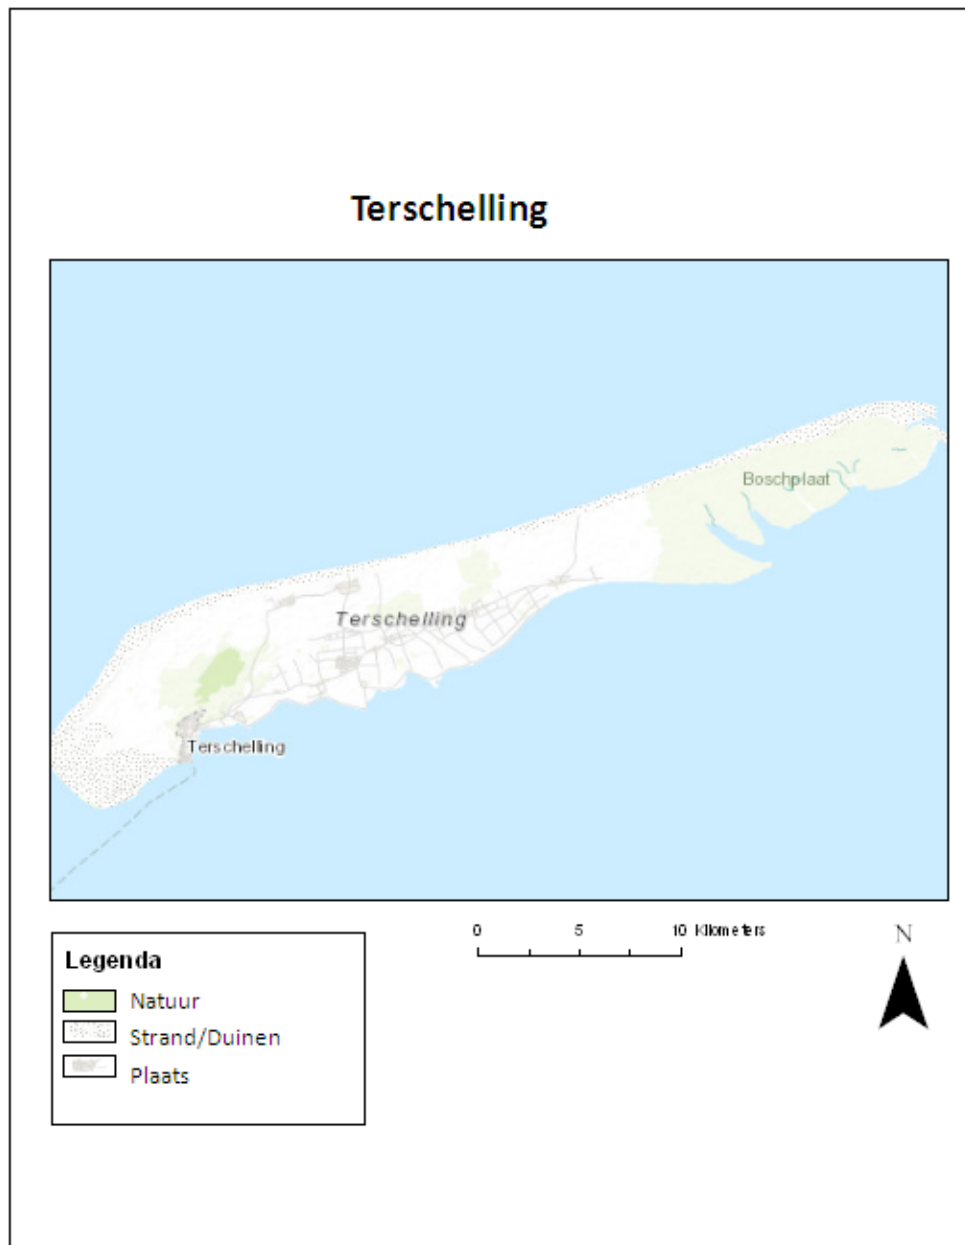 Terschelling
Boschplaat
Terschelling
Terschelling
0 5 10 Kilometers
N
Legenda
Natuur
Strand/Duinen
Plaats